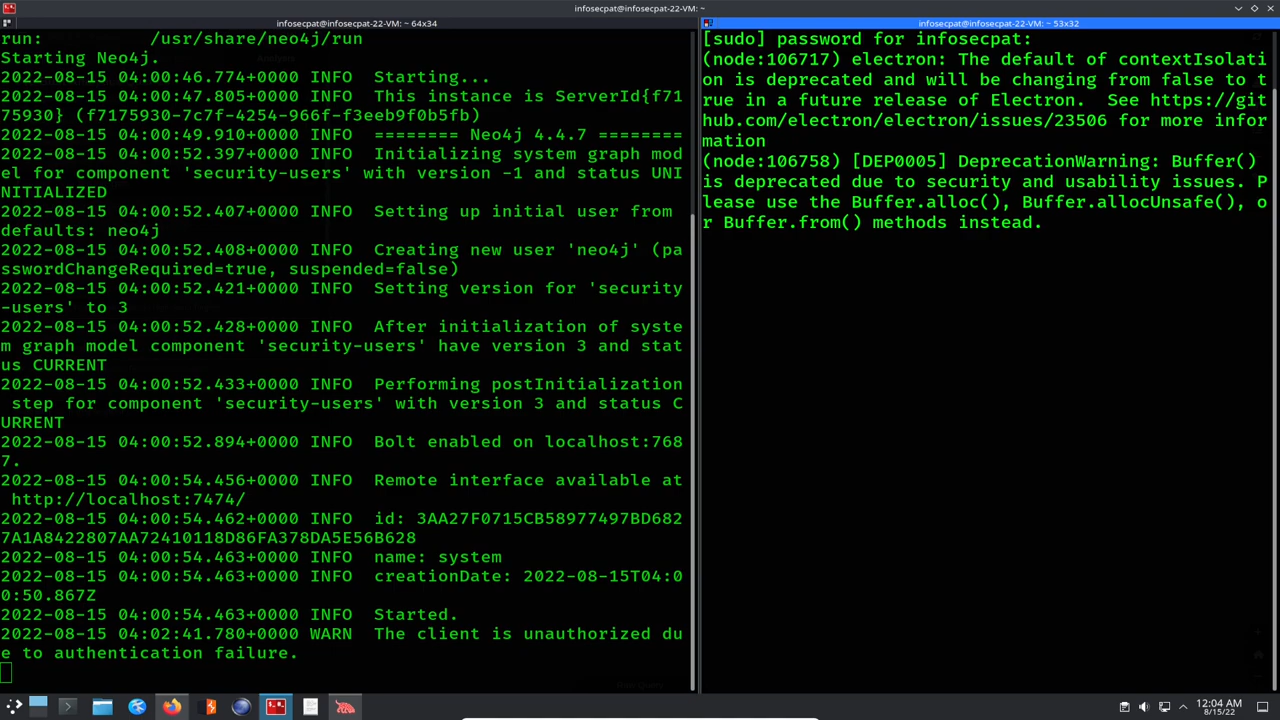 infosecpat@infosecpat-22-VM: ~
infosecpat@infosecpat-22-VM: ~ 64x34
run:          /usr/share/neo4j/run
Starting Neo4j.
2022-08-15 04:00:46.774+0000 INFO  Starting...
2022-08-15 04:00:47.805+0000 INFO  This instance is ServerId{f71
75930} (f7175930-7c7f-4254-966f-f3eeb9f0b5fb)
2022-08-15 04:00:49.910+0000 INFO  ======== Neo4j 4.4.7 ========
2022-08-15 04:00:52.397+0000 INFO  Initializing system graph mod
el for component 'security-users' with version -1 and status UNI
NITIALIZED
2022-08-15 04:00:52.407+0000 INFO  Setting up initial user from
defaults: neo4j
2022-08-15 04:00:52.408+0000 INFO  Creating new user 'neo4j' (pa
sswordChangeRequired=true, suspended=false)
2022-08-15 04:00:52.421+0000 INFO  Setting version for 'security
-users' to 3
2022-08-15 04:00:52.428+0000 INFO  After initialization of syste
m graph model component 'security-users' have version 3 and stat
us CURRENT
2022-08-15 04:00:52.433+0000 INFO  Performing postInitialization
 step for component 'security-users' with version 3 and status C
URRENT
2022-08-15 04:00:52.894+0000 INFO  Bolt enabled on localhost:768
7.
2022-08-15 04:00:54.456+0000 INFO  Remote interface available at
 http://localhost:7474/
2022-08-15 04:00:54.462+0000 INFO  id: 3AA27F0715CB58977497BD682
7A1A8422807AA72410118D86FA378DA5E56B628
2022-08-15 04:00:54.463+0000 INFO  name: system
2022-08-15 04:00:54.463+0000 INFO  creationDate: 2022-08-15T04:0
0:50.867Z
2022-08-15 04:00:54.463+0000 INFO  Started.
2022-08-15 04:02:41.780+0000 WARN  The client is unauthorized du
e to authentication failure.
infosecpat@infosecpat-22-VM: ~ 53x32
[sudo] password for infosecpat:
(node:106717) electron: The default of contextIsolati
on is deprecated and will be changing from false to t
rue in a future release of Electron.  See https://git
hub.com/electron/electron/issues/23506 for more infor
mation
(node:106758) [DEP0005] DeprecationWarning: Buffer()
is deprecated due to security and usability issues. P
lease use the Buffer.alloc(), Buffer.allocUnsafe(), o
r Buffer.from() methods instead.
12:04 AM
8/15/22